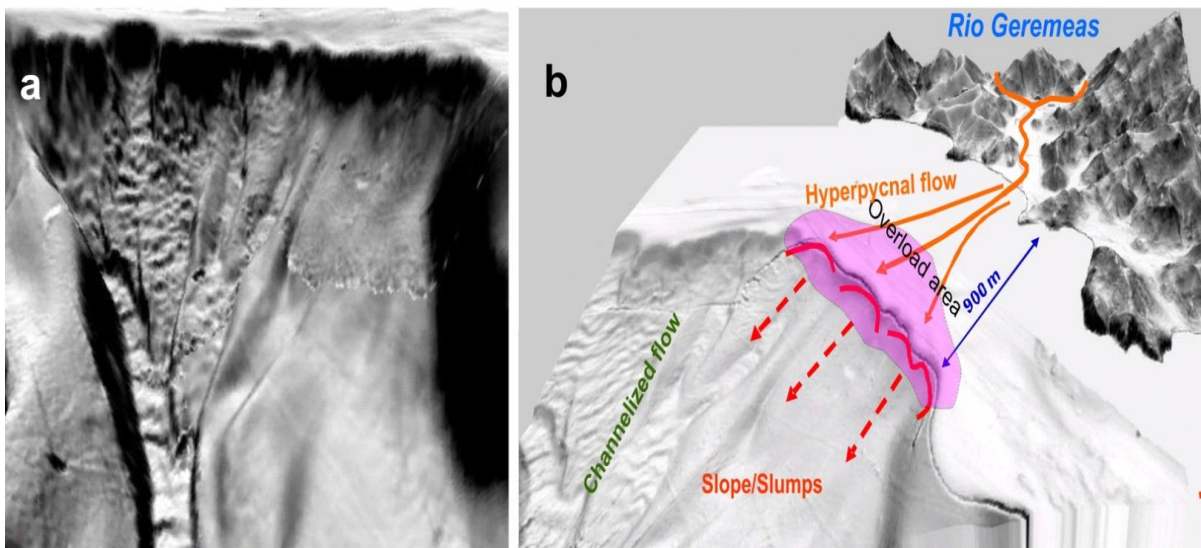 a
b
Rio Geremeas
Hyperpycnal flow
Overload area
900 m
Channelized flow
Slope/Slumps